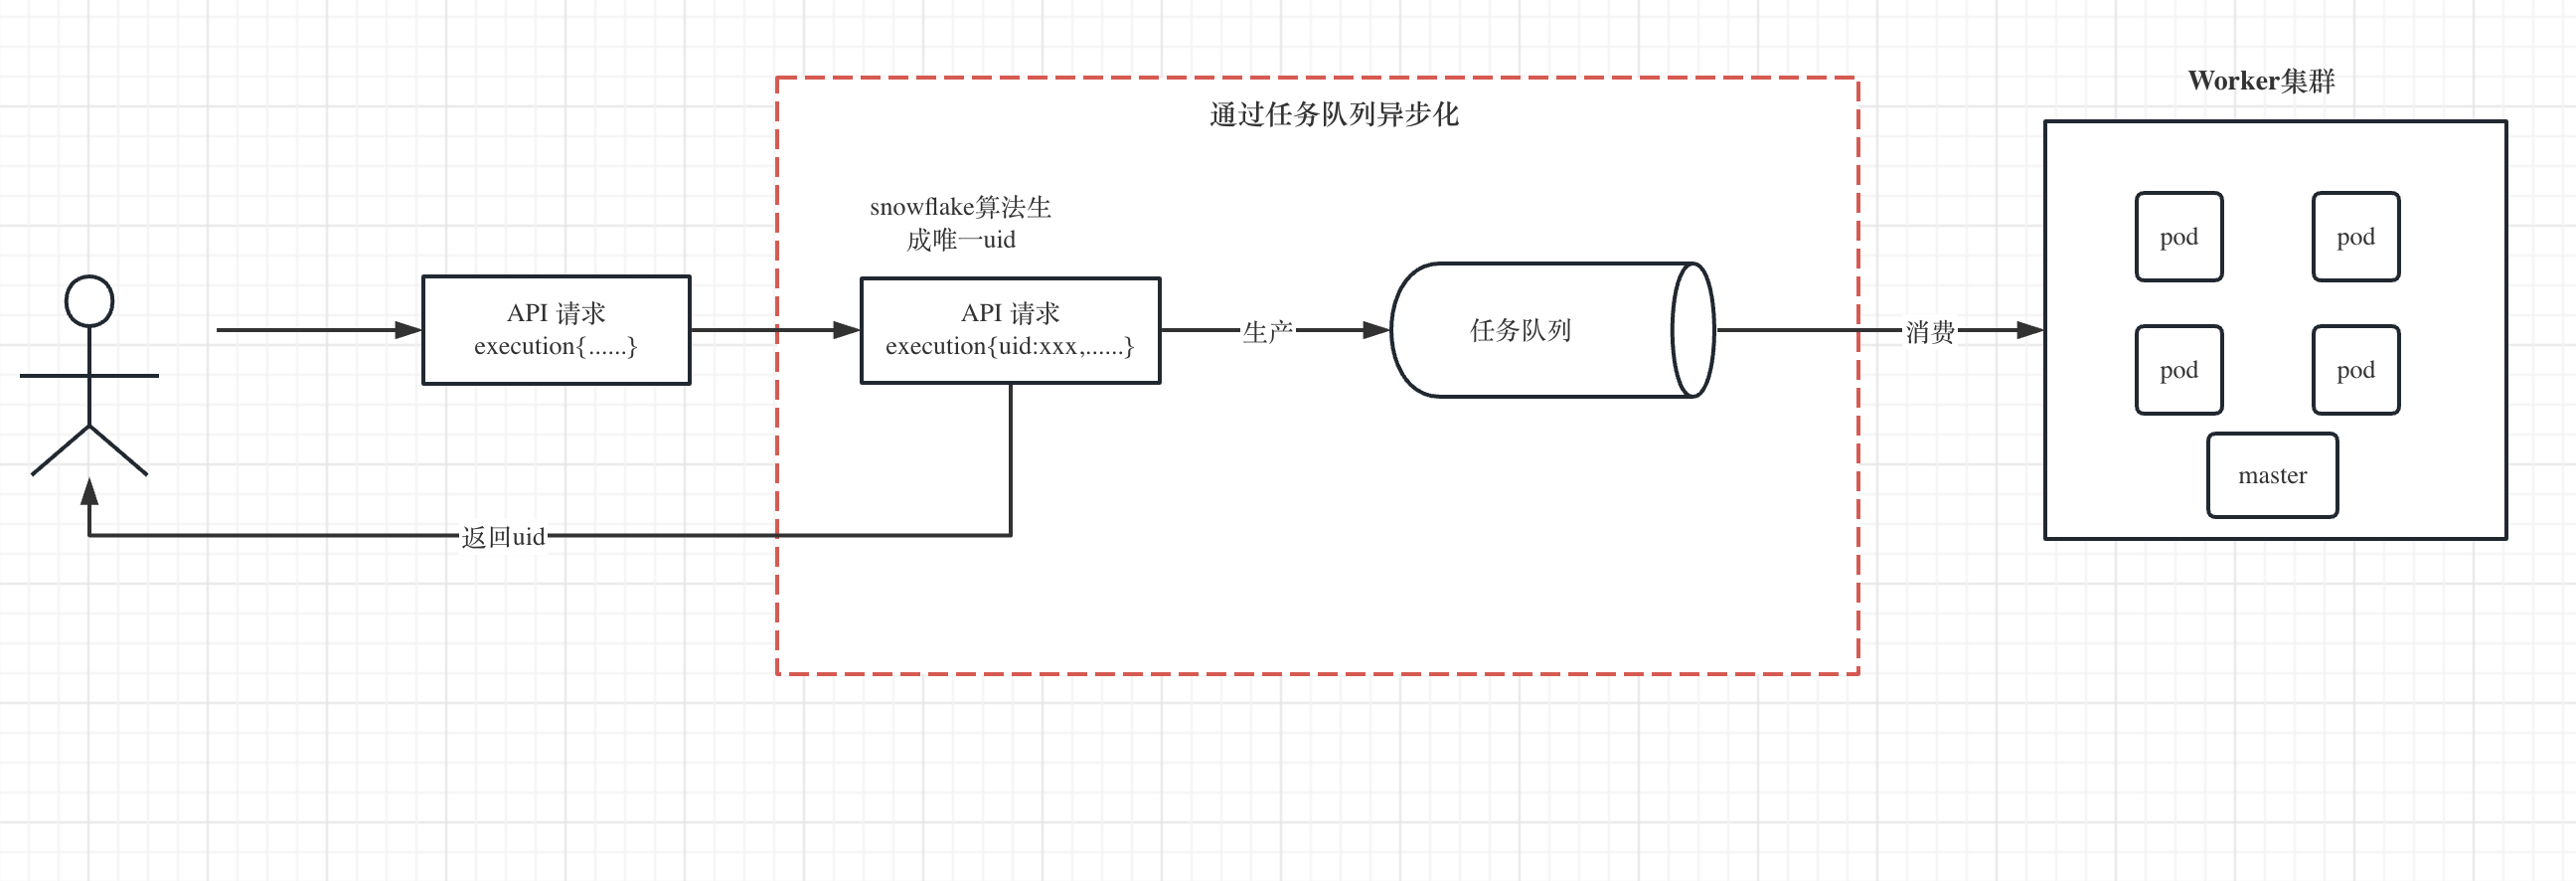 Worker集群
通过任务队列异步化
snowflake算法生
成唯一uid
API 请求
execution{......}
API 请求
execution{uid:xxx,......}
生产
任务队列
消费
pod
pod
pod
pod
master
返回uid